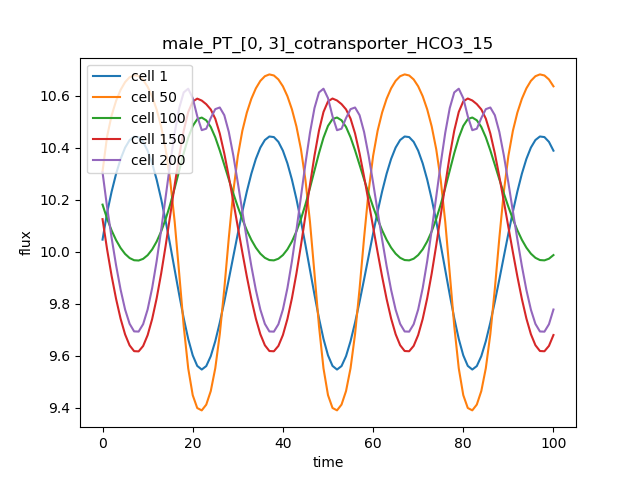 male_PT_[0, 3]_cotransporter_HCO3_15
cell 1
cell 50
cell 100
cell 150
cell 200
flux
10.6
10.4
10.2
10.0
9.8
9.6
9.4
0
20
40
60
80
100
time